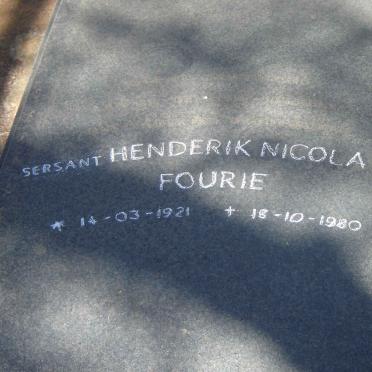 SERSANT HENDERIK NICOLA
FOURIE
* 14-03-1921 + 18-10-1980